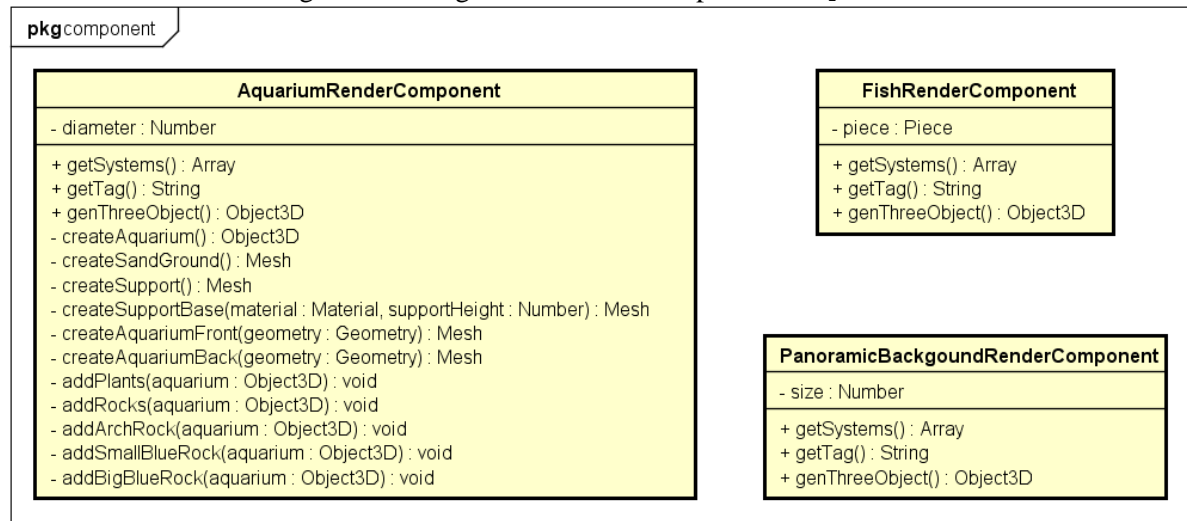 pkg component
AquariumRenderComponent
- diameter : Number
+ getSystems() : Array
+ getTag() : String
+ genThreeObject() : Object3D
- createAquarium() : Object3D
- createSandGround() : Mesh
- createSupport() : Mesh
- createSupportBase(material : Material, supportHeight : Number) : Mesh
- createAquariumFront(geometry : Geometry) : Mesh
- createAquariumBack(geometry : Geometry) : Mesh
- addPlants(aquarium : Object3D) : void
- addRocks(aquarium : Object3D) : void
- addArchRock(aquarium : Object3D) : void
- addSmallBlueRock(aquarium : Object3D) : void
- addBigBlueRock(aquarium : Object3D) : void
FishRenderComponent
- piece : Piece
+ getSystems() : Array
+ getTag() : String
+ genThreeObject() : Object3D
PanoramicBackgoundRenderComponent
- size : Number
+ getSystems() : Array
+ getTag() : String
+ genThreeObject() : Object3D